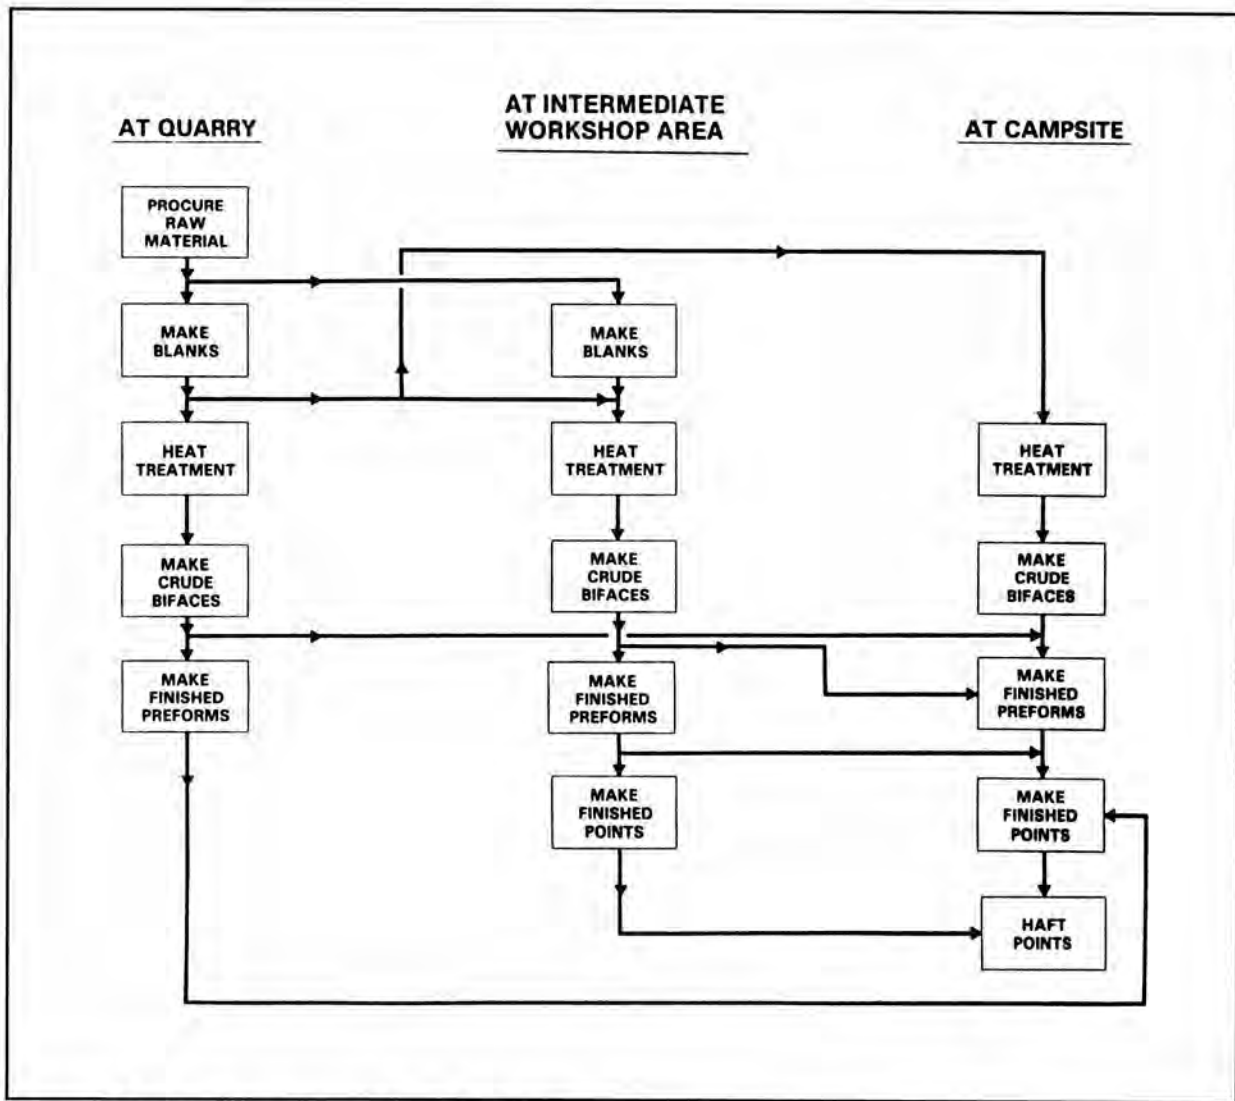 AT QUARRY
AT INTERMEDIATE
WORKSHOP AREA
AT CAMPSITE
PROCURE
RAW
MATERIAL
MAKE
BLANKS
MAKE
BLANKS
HEAT
TREATMENT
HEAT
TREATMENT
HEAT
TREATMENT
MAKE
CRUDE
BIFACES
MAKE
CRUDE
BIFACES
MAKE
CRUDE
BIFACES
MAKE
FINISHED
PREFORMS
MAKE
FINISHED
PREFORMS
MAKE
FINISHED
PREFORMS
MAKE
FINISHED
POINTS
MAKE
FINISHED
POINTS
HAFT
POINTS